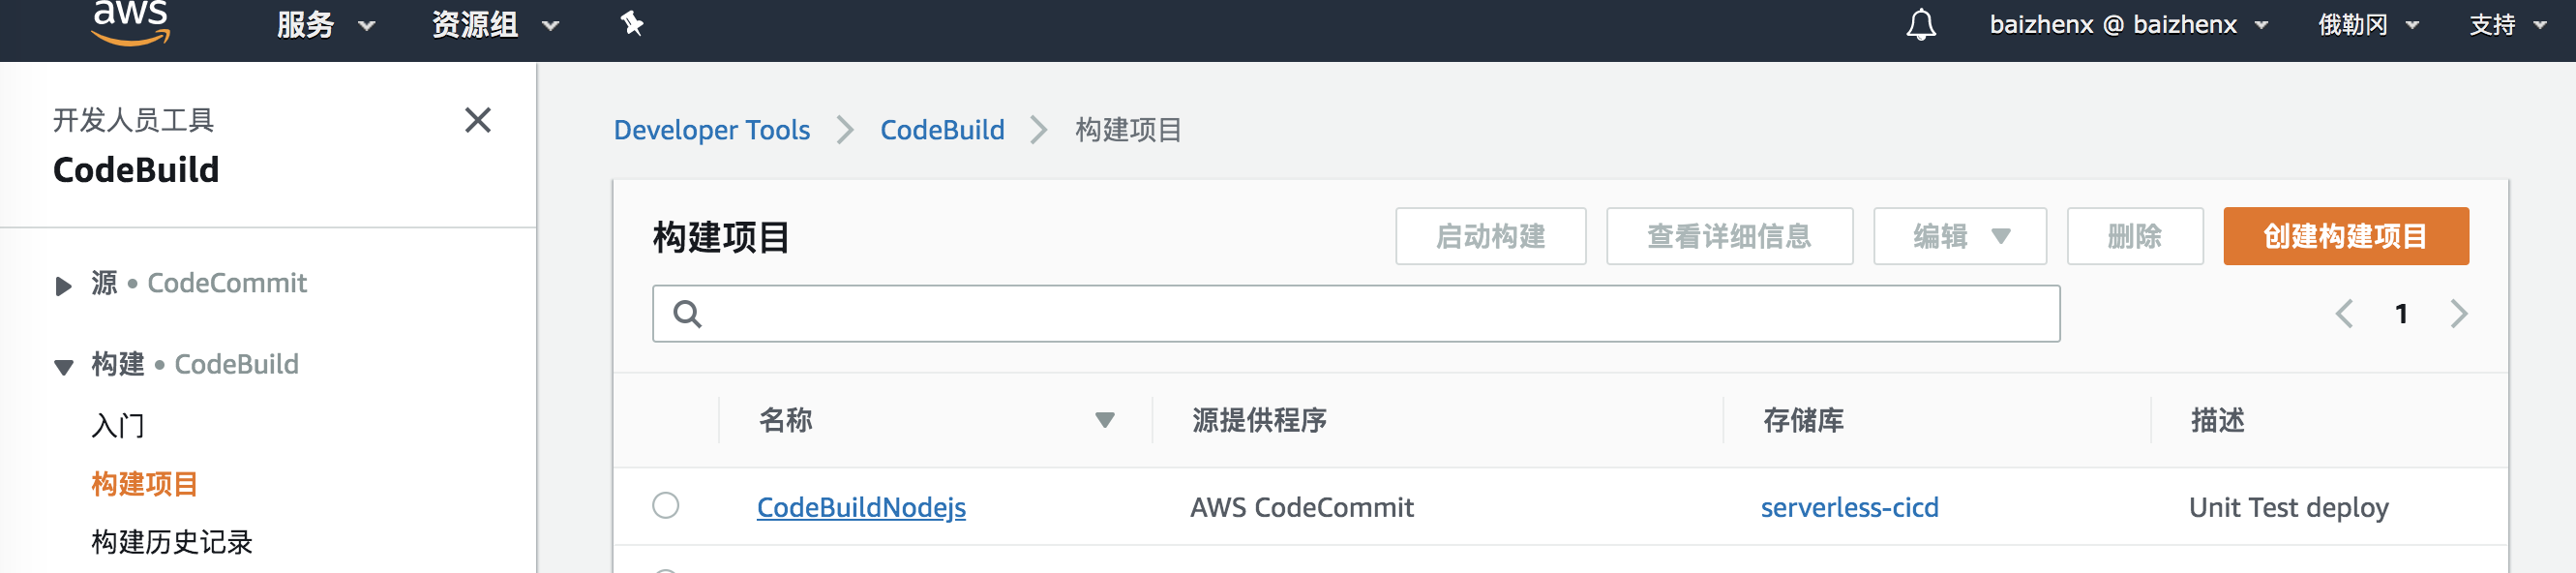 aws 服务 资源组 baizhenx @ baizhenx 俄勒冈 支持
开发人员工具
CodeBuild
源 • CodeCommit
构建 • CodeBuild
入门
构建项目
构建历史记录
Developer Tools CodeBuild 构建项目
构建项目 启动构建 查看详细信息 编辑 删除 创建构建项目
1
名称 源提供程序 存储库 描述
CodeBuildNodejs AWS CodeCommit serverless-cicd Unit Test deploy